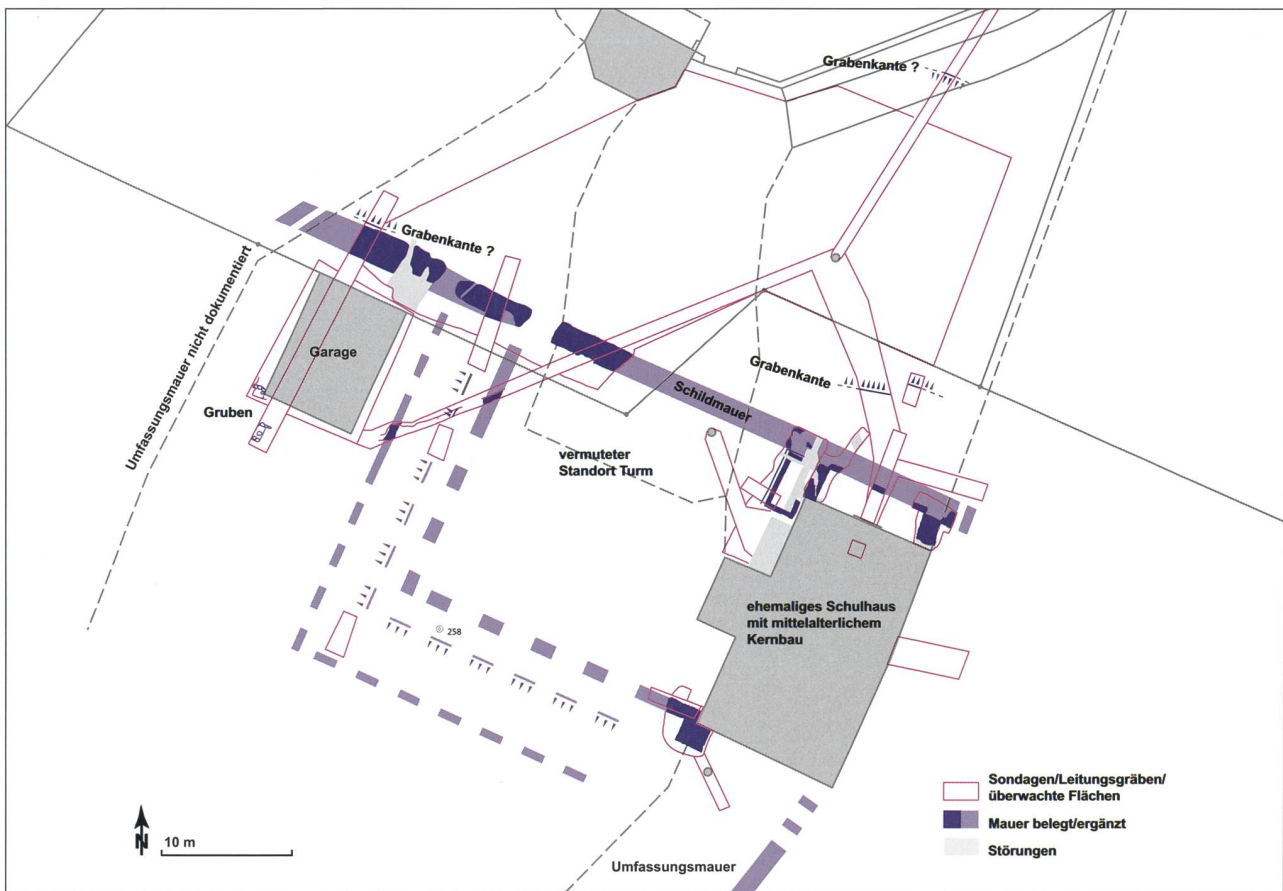 Grabenkante ?
Grabenkante ?
Umfassungsmauer nicht dokumentiert
Garage
Grabenkante
Schildmauer
Gruben
vermuteter
Standort Turm
258
ehemaliges Schulhaus
mit mittelalterlichem
Kernbau
Sondagen/Leitungsgräben/
überwachte Flächen
Mauer belegt/ergänzt
Störungen
N
10 m
Umfassungsmauer